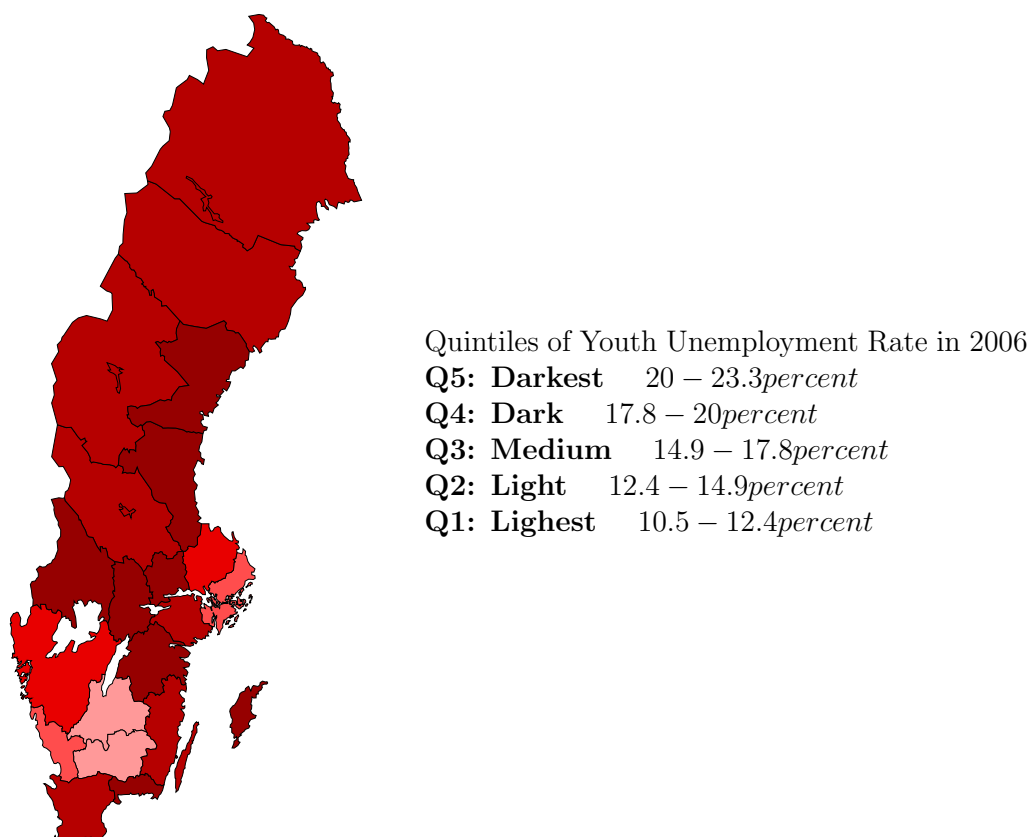 Quintiles of Youth Unemployment Rate in 2006
Q5: Darkest 20 – 23.3percent
Q4: Dark 17.8 – 20percent
Q3: Medium 14.9 – 17.8percent
Q2: Light 12.4 – 14.9percent
Q1: Lighest 10.5 – 12.4percent